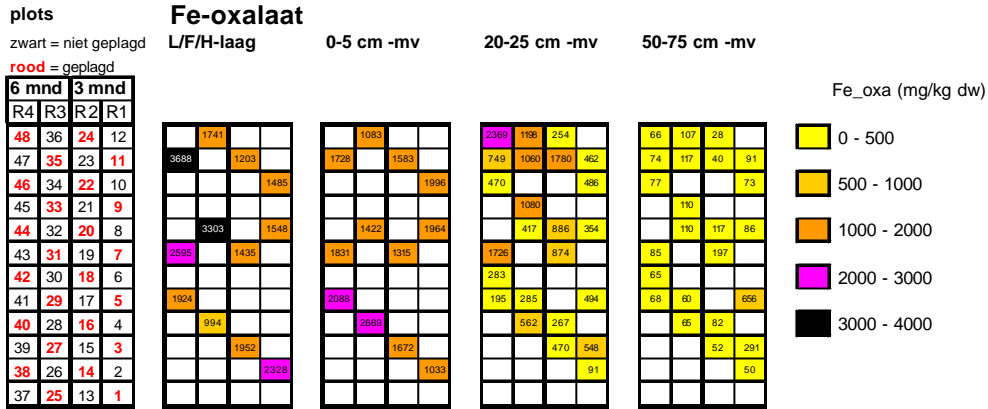 plots Fe-oxalaat
zwart = niet geplagd L/F/H-laag 0-5 cm -mv 20-25 cm -mv 50-75 cm -mv
rood = geplagd
6 mnd 3 mnd Fe_oxa (mg/kg dw)
R4 R3 R2 R1
48 36 24 12 1741 1083 2369 1198 254 66 107 28 0 - 500
47 35 23 11 3688 1203 1728 1583 749 1060 1780 462 74 117 40 91
46 34 22 10 1485 1996 470 486 77 73 500 - 1000
45 33 21 9 1080 110
44 32 20 8 3303 1548 1422 1964 417 886 354 110 117 86 1000 - 2000
43 31 19 7 2595 1435 1831 1315 1726 874 85 197
42 30 18 6 283 65 2000 - 3000
41 29 17 5 1924 2088 195 285 494 68 60 656
40 28 16 4 994 2669 562 267 65 82 3000 - 4000
39 27 15 3 1952 1672 470 548 52 291
38 26 14 2 2328 1033 91 50
37 25 13 1